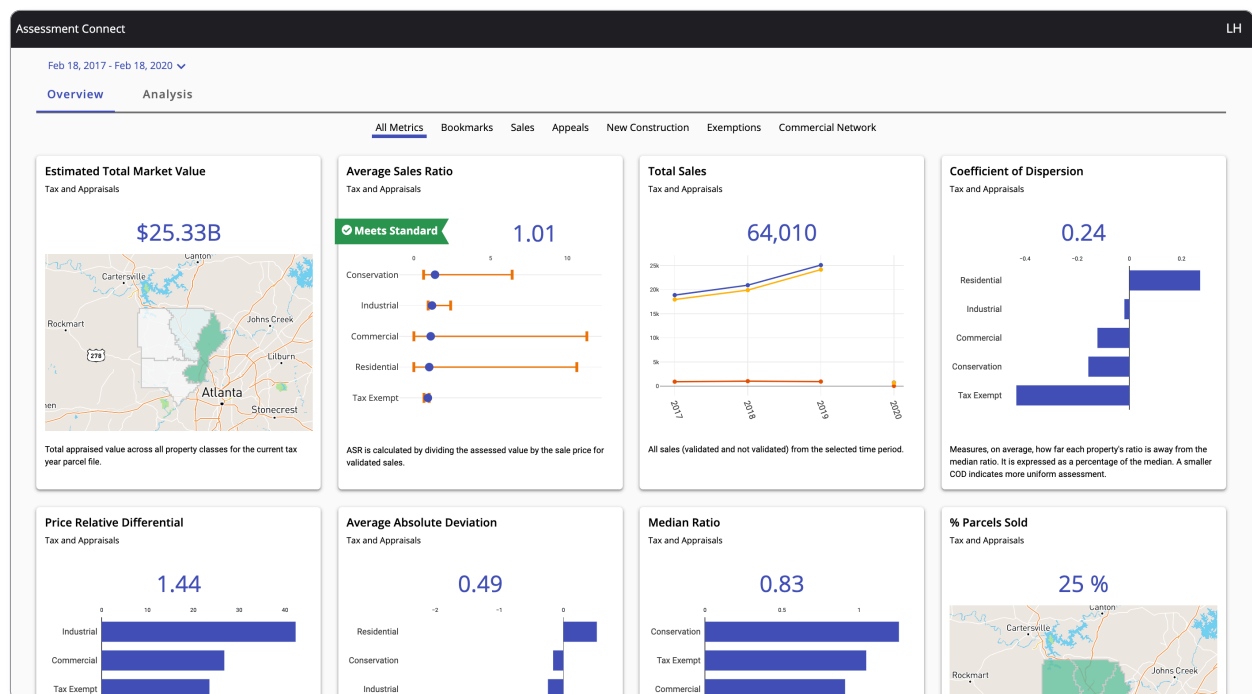 Assessment Connect
LH
Feb 18, 2017 - Feb 18, 2020
Overview
Analysis
All Metrics
Bookmarks
Sales
Appeals
New Construction
Exemptions
Commercial Network
Estimated Total Market Value
Tax and Appraisals
$25.33B
Canton
Cartersville
Rockmart
Johns Creek
278
Lilburn
Atlanta
Stonecrest
Total appraised value across all property classes for the current tax
year parcel file.
Average Sales Ratio
Tax and Appraisals
Meets Standard
1.01
0
5
10
Conservation
Industrial
Commercial
Residential
Tax Exempt
ASR is calculated by dividing the assessed value by the sale price for
validated sales.
Total Sales
Tax and Appraisals
64,010
25k
20k
15k
10k
5k
0
2017
2018
2019
2020
All sales (validated and not validated) from the selected time period.
Coefficient of Dispersion
Tax and Appraisals
0.24
−0.4
−0.2
0
0.2
Residential
Industrial
Commercial
Conservation
Tax Exempt
Measures, on average, how far each property's ratio is away from the
median ratio. It is expressed as a percentage of the median. A smaller
COD indicates more uniform assessment.
Price Relative Differential
Tax and Appraisals
1.44
0
10
20
30
40
Industrial
Commercial
Tax Exempt
Average Absolute Deviation
Tax and Appraisals
0.49
−2
−1
0
Residential
Conservation
Industrial
Median Ratio
Tax and Appraisals
0.83
0
0.5
1
Conservation
Tax Exempt
Commercial
% Parcels Sold
Tax and Appraisals
25 %
Canton
Cartersville
Rockmart
Johns Creek